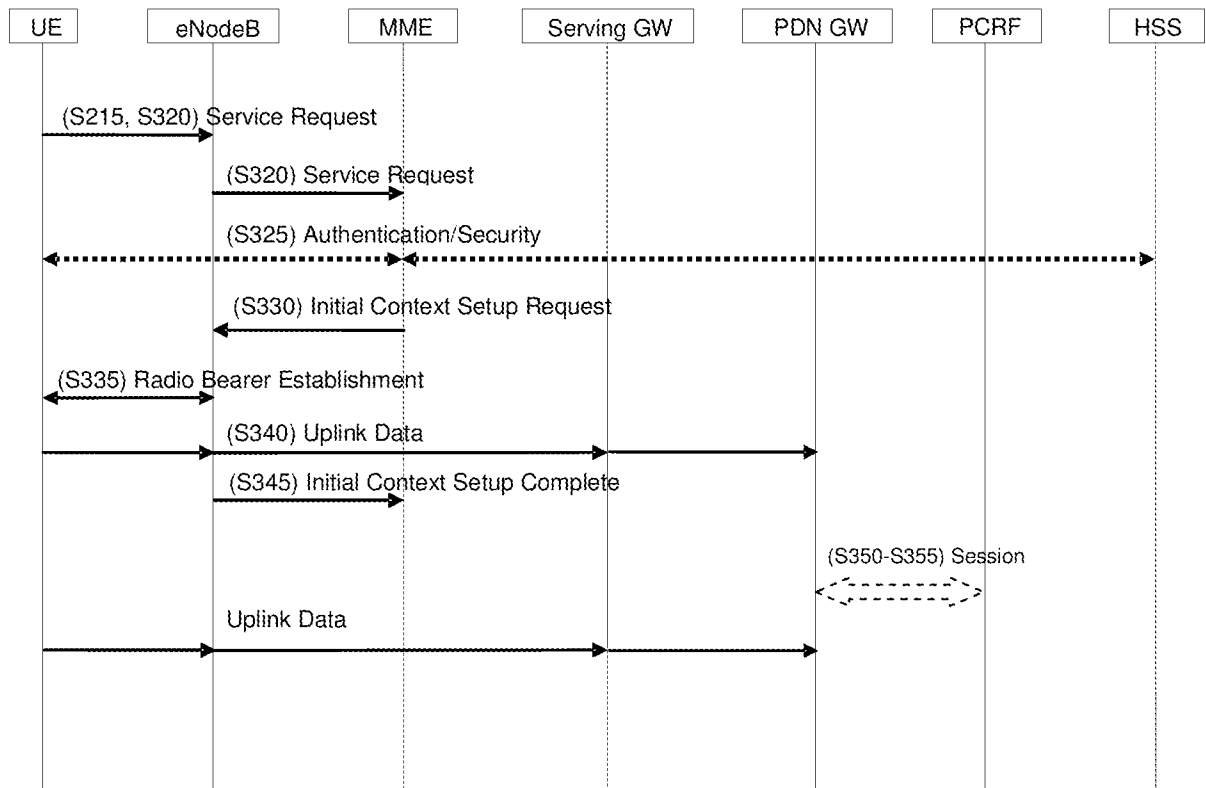 UE eNodeB MME Serving GW PDN GW PCRF HSS
(S215, S320) Service Request
(S320) Service Request
(S325) Authentication/Security
(S330) Initial Context Setup Request
(S335) Radio Bearer Establishment
(S340) Uplink Data
(S345) Initial Context Setup Complete
(S350-S355) Session
Uplink Data